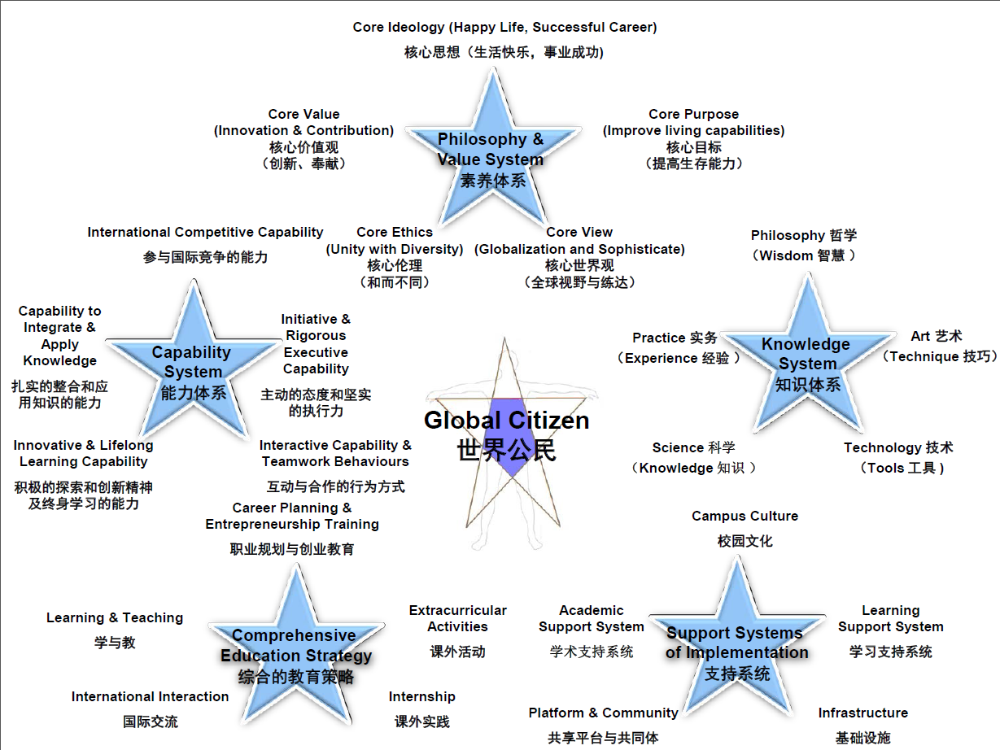 Core Ideology (Happy Life, Successful Career)
核心思想（生活快乐，事业成功)
Core Value
(Innovation & Contribution)
核心价值观
（创新、奉献）
Philosophy &
Value System
素养体系
Core Purpose
(Improve living capabilities)
核心目标
（提高生存能力）
Core Ethics
(Unity with Diversity)
核心伦理
（和而不同）
Core View
(Globalization and Sophisticate)
核心世界观
（全球视野与练达）
International Competitive Capability
参与国际竞争的能力
Capability to
Integrate &
Apply
Knowledge
扎实的整合和应
用知识的能力
Capability
System
能力体系
Initiative &
Rigorous
Executive
Capability
主动的态度和坚实
的执行力
Innovative & Lifelong
Learning Capability
积极的探索和创新精神
及终身学习的能力
Interactive Capability &
Teamwork Behaviours
互动与合作的行为方式
Global Citizen
世界公民
Philosophy 哲学
（Wisdom 智慧 ）
Practice 实务
（Experience 经验 ）
Knowledge
System
知识体系
Art 艺术
（Technique 技巧）
Science 科学
（Knowledge 知识 ）
Technology 技术
（Tools 工具 )
Career Planning &
Entrepreneurship Training
职业规划与创业教育
Learning & Teaching
学与教
Comprehensive
Education Strategy
综合的教育策略
Extracurricular
Activities
课外活动
International Interaction
国际交流
Internship
课外实践
Campus Culture
校园文化
Academic
Support System
学术支持系统
Support Systems
of Implementation
支持系统
Learning
Support System
学习支持系统
Platform & Community
共享平台与共同体
Infrastructure
基础设施